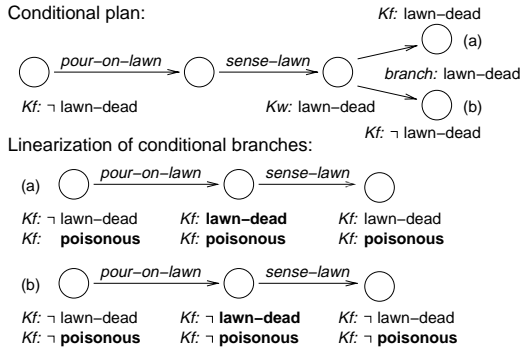 Conditional plan:
Kf: lawn−dead
pour−on−lawn sense−lawn (a)
branch: lawn−dead
Kf: ¬ lawn−dead Kw: lawn−dead (b)
Kf: ¬ lawn−dead
Linearization of conditional branches:
(a) pour−on−lawn sense−lawn
Kf: ¬ lawn−dead Kf: lawn−dead Kf: lawn−dead
Kf: poisonous Kf: poisonous Kf: poisonous
(b) pour−on−lawn sense−lawn
Kf: ¬ lawn−dead Kf: ¬ lawn−dead Kf: ¬ lawn−dead
Kf: ¬ poisonous Kf: ¬ poisonous Kf: ¬ poisonous